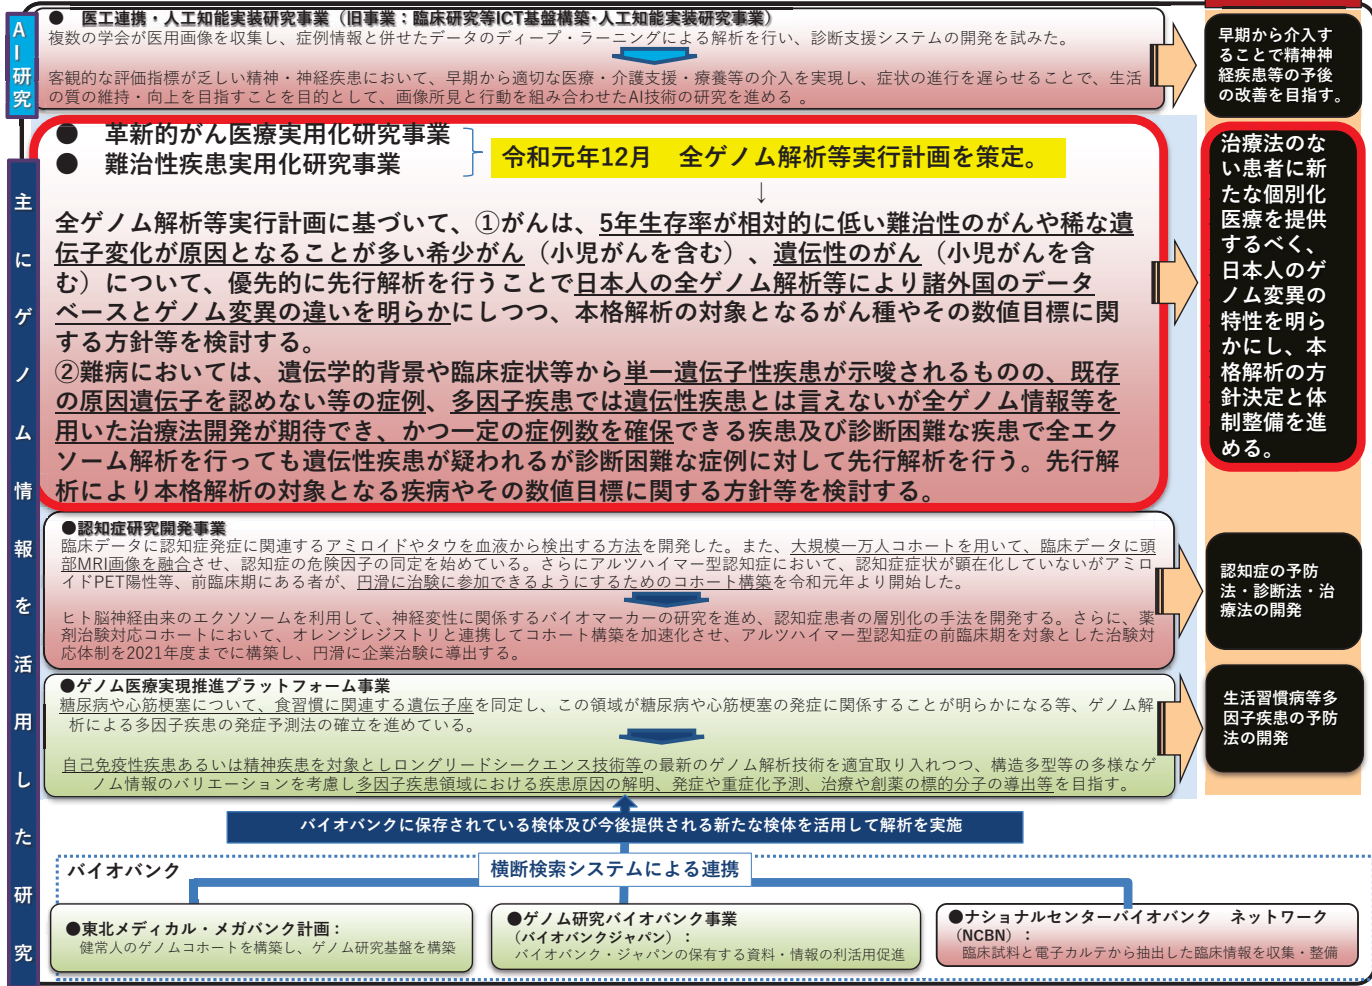 AI研究
● 医工連携・人工知能実装研究事業（旧事業：臨床研究等ICT基盤構築・人工知能実装研究事業）
複数の学会が医用画像を収集し、症例情報と併せたデータのディープ・ラーニングによる解析を行い、診断支援システムの開発を試みた。
客観的な評価指標が乏しい精神・神経疾患において、早期から適切な医療・介護支援・療養等の介入を実現し、症状の進行を遅らせることで、生活
の質の維持・向上を目指すことを目的として、画像所見と行動を組み合わせたAI技術の研究を進める 。
早期から介入す
ることで精神神
経疾患等の予後
の改善を目指す。
主にゲノム情報を活用した研究
● 革新的がん医療実用化研究事業
● 難治性疾患実用化研究事業
令和元年12月　全ゲノム解析等実行計画を策定。
↓
全ゲノム解析等実行計画に基づいて、①がんは、5年生存率が相対的に低い難治性のがんや稀な遺
伝子変化が原因となることが多い希少がん（小児がんを含む）、遺伝性のがん（小児がんを含
む）について、優先的に先行解析を行うことで日本人の全ゲノム解析等により諸外国のデータ
ベースとゲノム変異の違いを明らかにしつつ、本格解析の対象となるがん種やその数値目標に関
する方針等を検討する。
②難病においては、遺伝学的背景や臨床症状等から単一遺伝子性疾患が示唆されるものの、既存
の原因遺伝子を認めない等の症例、多因子疾患では遺伝性疾患とは言えないが全ゲノム情報等を
用いた治療法開発が期待でき、かつ一定の症例数を確保できる疾患及び診断困難な疾患で全エク
ソーム解析を行っても遺伝性疾患が疑われるが診断困難な症例に対して先行解析を行う。先行解
析により本格解析の対象となる疾病やその数値目標に関する方針等を検討する。
治療法のな
い患者に新
たな個別化
医療を提供
するべく、
日本人のゲ
ノム変異の
特性を明ら
かにし、本
格解析の方
針決定と体
制整備を進
める。
●認知症研究開発事業
臨床データに認知症発症に関連するアミロイドやタウを血液から検出する方法を開発した。また、大規模一万人コホートを用いて、臨床データに頭
部MRI画像を融合させ、認知症の危険因子の同定を始めている。さらにアルツハイマー型認知症において、認知症症状が顕在化していないがアミロ
イドPET陽性等、前臨床期にある者が、円滑に治験に参加できるようにするためのコホート構築を令和元年より開始した。
ヒト脳神経由来のエクソソームを利用して、神経変性に関係するバイオマーカーの研究を進め、認知症患者の層別化の手法を開発する。さらに、薬
剤治験対応コホートにおいて、オレンジレジストリと連携してコホート構築を加速化させ、アルツハイマー型認知症の前臨床期を対象とした治験対
応体制を2021年度までに構築し、円滑に企業治験に導出する。
認知症の予防
法・診断法・治
療法の開発
●ゲノム医療実現推進プラットフォーム事業
糖尿病や心筋梗塞について、食習慣に関連する遺伝子座を同定し、この領域が糖尿病や心筋梗塞の発症に関係することが明らかになる等、ゲノム解
析による多因子疾患の発症予測法の確立を進めている。
自己免疫性疾患あるいは精神疾患を対象としロングリードシークエンス技術等の最新のゲノム解析技術を適宜取り入れつつ、構造多型等の多様なゲ
ノム情報のバリエーションを考慮し多因子疾患領域における疾患原因の解明、発症や重症化予測、治療や創薬の標的分子の導出等を目指す。
生活習慣病等多
因子疾患の予防
法の開発
バイオバンクに保存されている検体及び今後提供される新たな検体を活用して解析を実施
バイオバンク
横断検索システムによる連携
●東北メディカル・メガバンク計画：
健常人のゲノムコホートを構築し、ゲノム研究基盤を構築
●ゲノム研究バイオバンク事業
（バイオバンクジャパン）：
バイオバンク・ジャパンの保有する資料・情報の利活用促進
●ナショナルセンターバイオバンク　ネットワーク
（NCBN）：
臨床試料と電子カルテから抽出した臨床情報を収集・整備